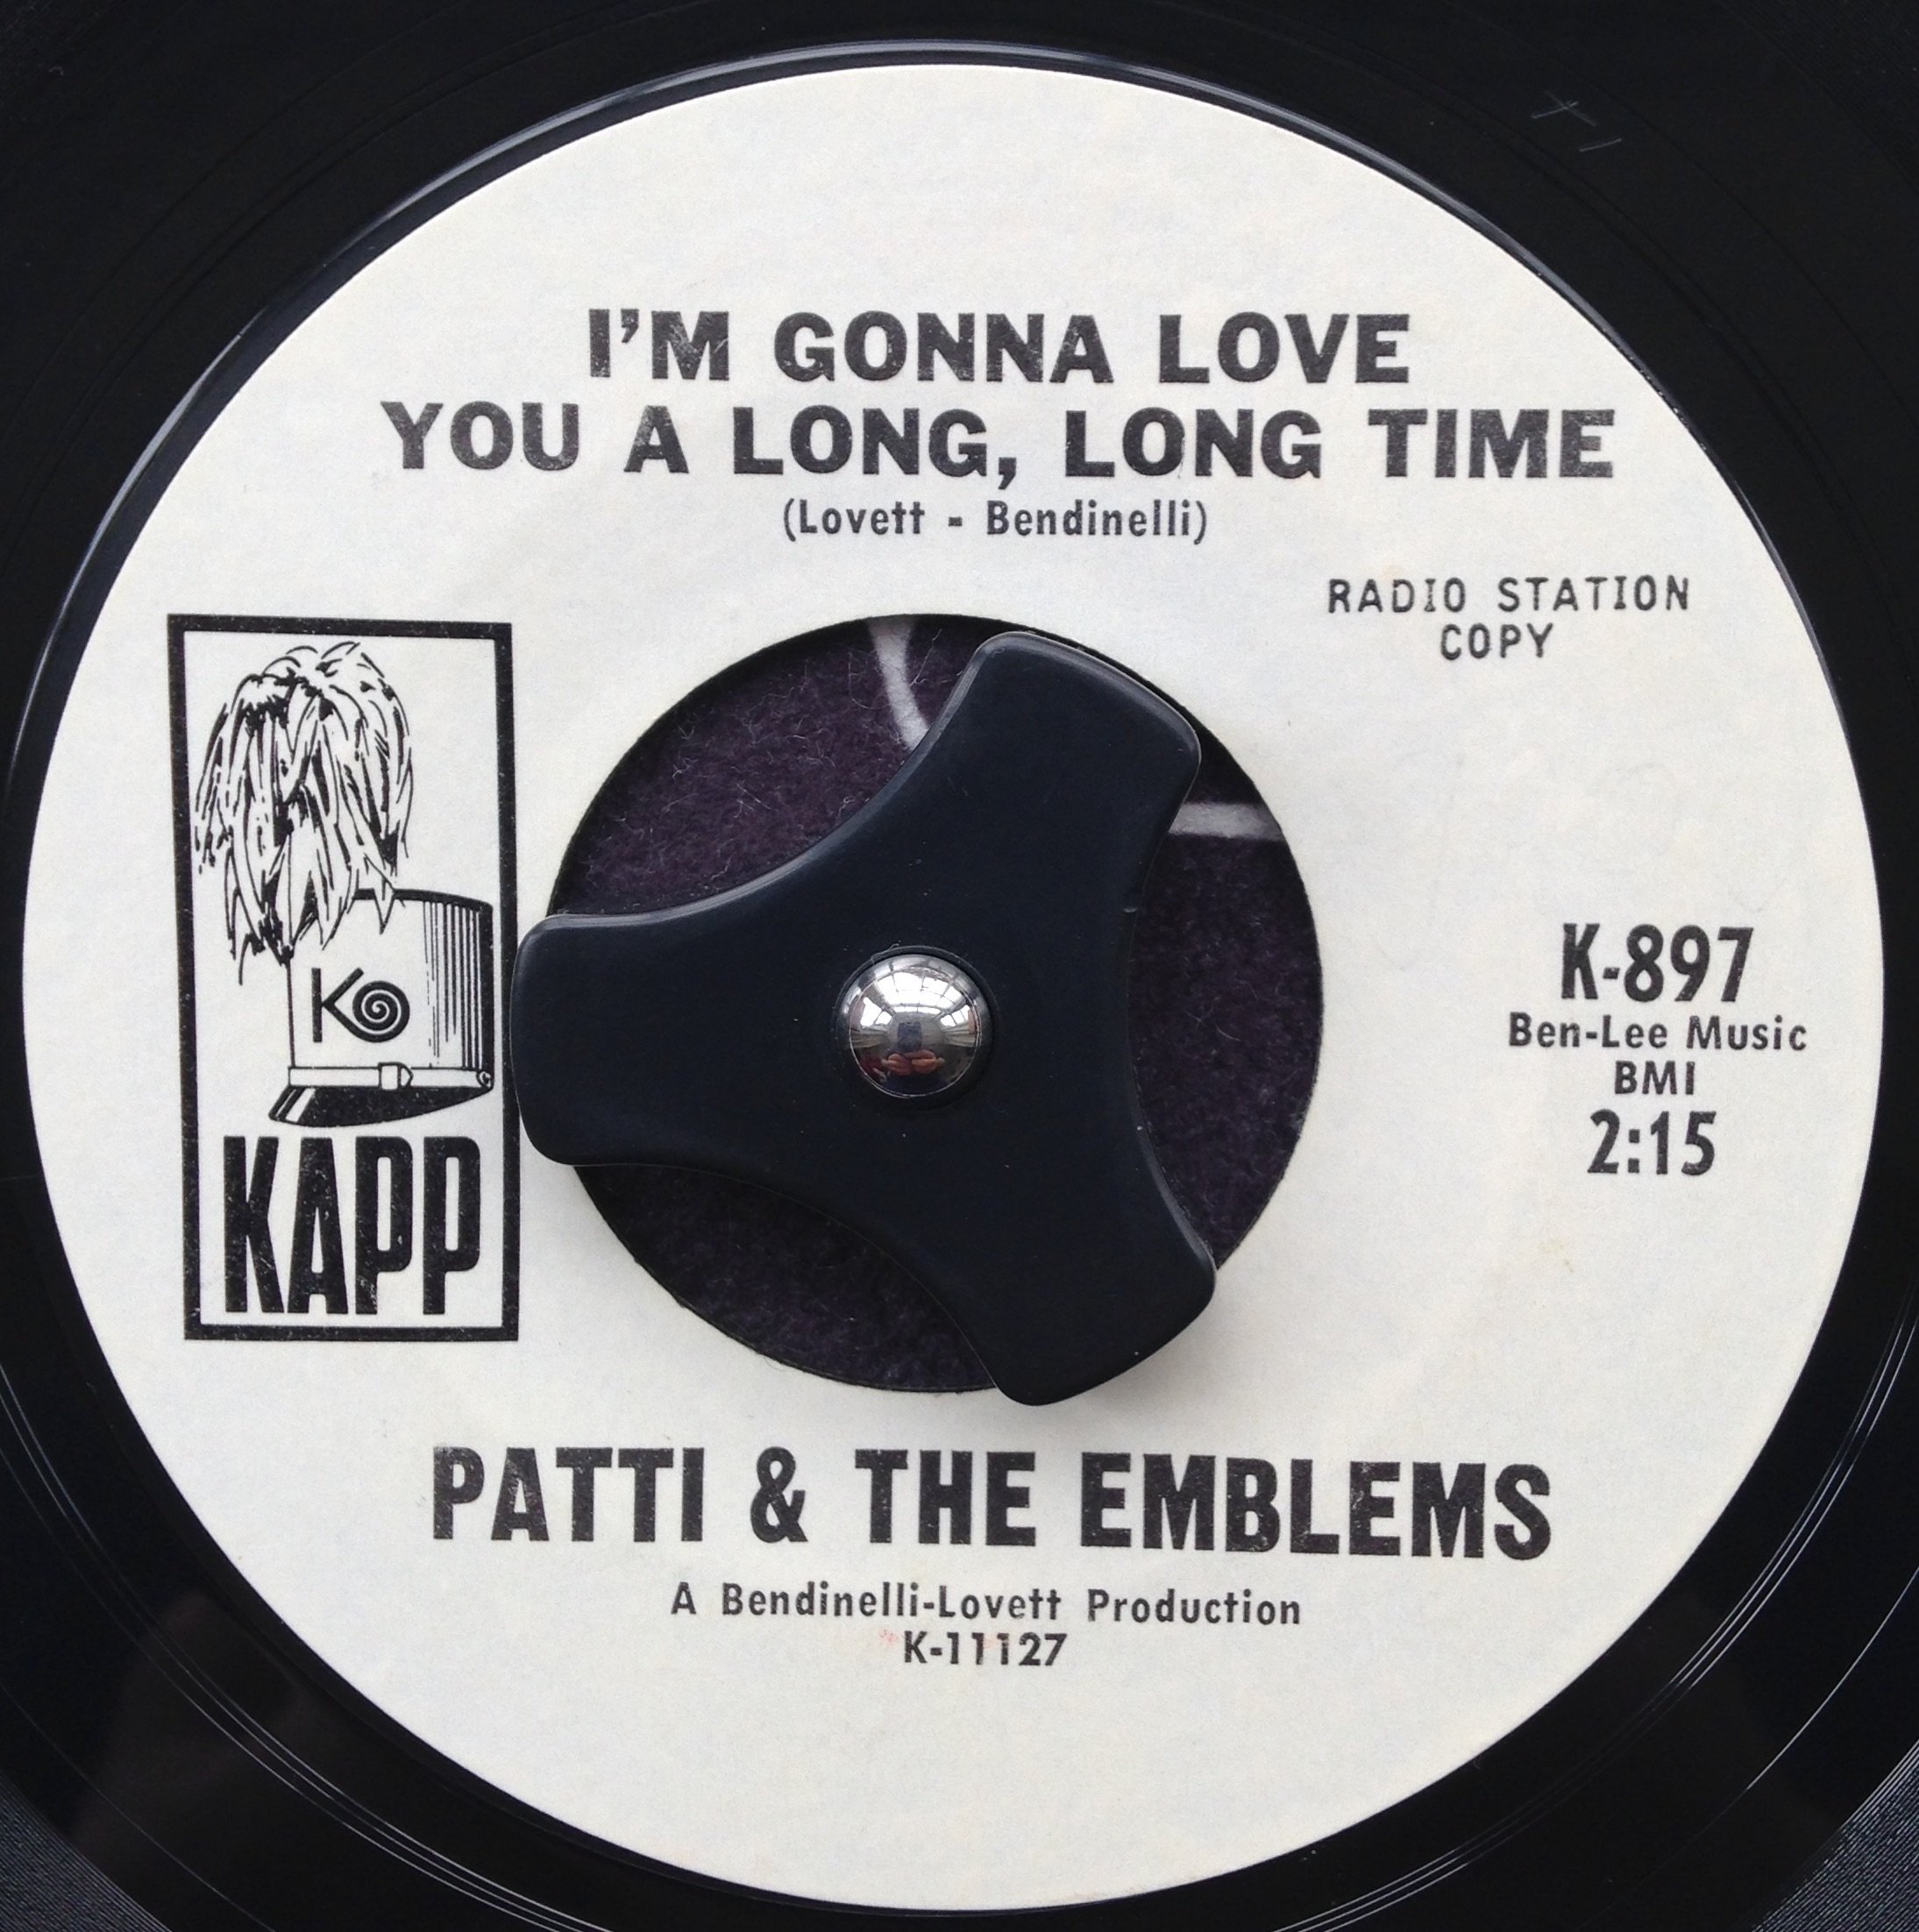 I'M GONNA LOVE
YOU A LONG, LONG TIME
(Lovett - Bendinelli)
RADIO STATION
COPY
K
KAPP
K-897
Ben-Lee Music
BMI
2:15
PATTI & THE EMBLEMS
A Bendinelli-Lovett Production
K-11127